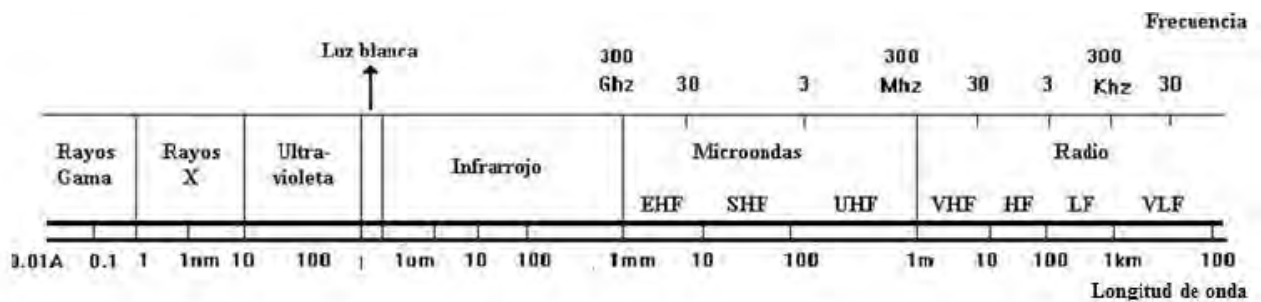 Frecuencia
Luz blanca
300 300 300
Ghz 30 3 Mhz 30 3 Khz 30
Rayos Gama
Rayos X
Ultra-
violeta
Infrarrojo
Microondas
Radio
EHF SHF UHF VHF HF LF VLF
0.01A 0.1 1 1nm 10 100 1um 10 100 1mm 10 100 1m 10 100 1km 100
Longitud de onda